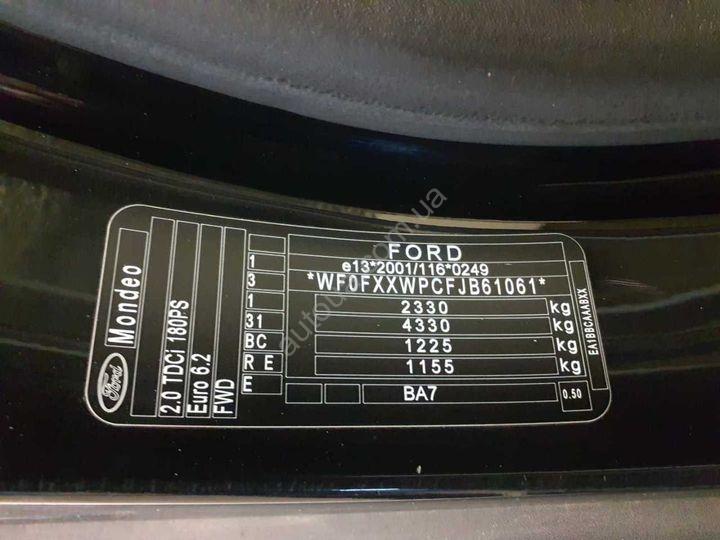 Ford
Mondeo
2.0 TDCi 180PS
Euro 6.2
FWD
1
3
1
31
BC
R E
E
FORD
e13*2001/116*0249
*WF0FXXWPCFJB61061*
2330 kg
4330 kg
1225 kg
1155 kg
BA7
0.50
EA1BBCAAABXX